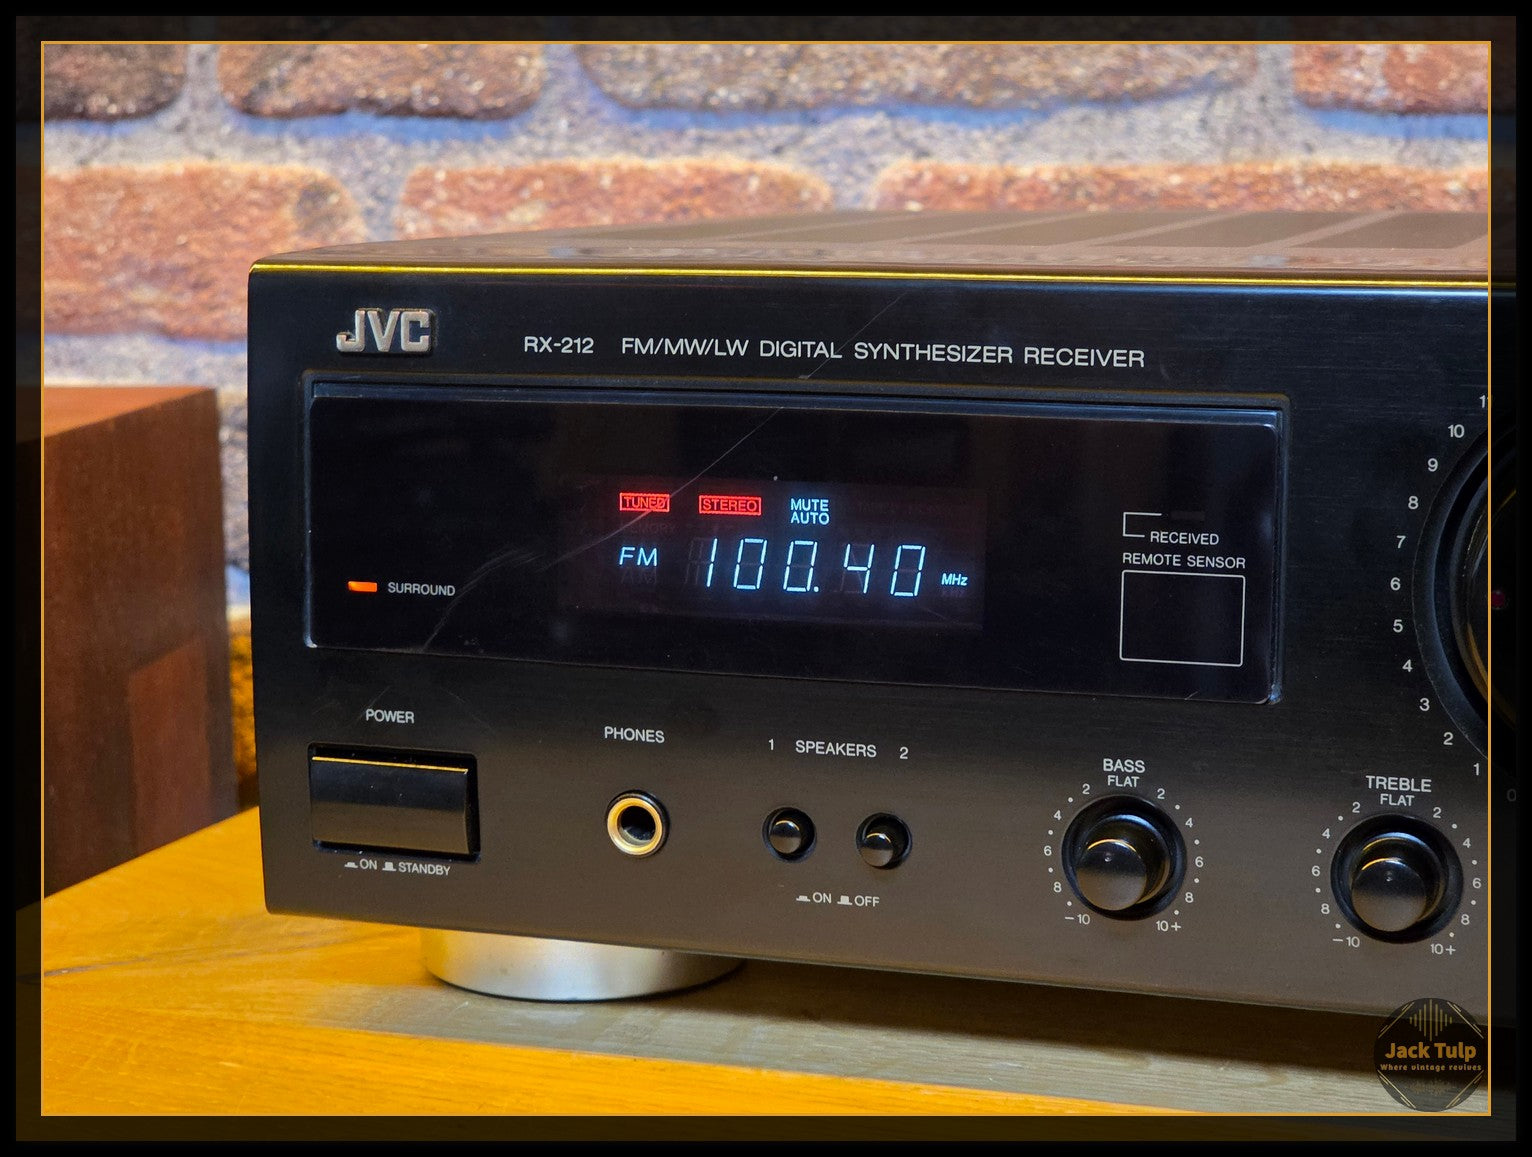 JVC
RX-212 FM/MW/LW DIGITAL SYNTHESIZER RECEIVER
TUNED STEREO MUTE
AUTO
FM 100.40 MHz
SURROUND
RECEIVED
REMOTE SENSOR
10
9
8
7
6
5
4
3
2
1
0
POWER
ON STANDBY
PHONES
1 SPEAKERS 2
ON OFF
BASS
FLAT
2 2
4 4
6 6
8 8
-10 10+
TREBLE
FLAT
2 2
4 4
6 6
8 8
-10 10+
Jack Tulp
Where vintage revives